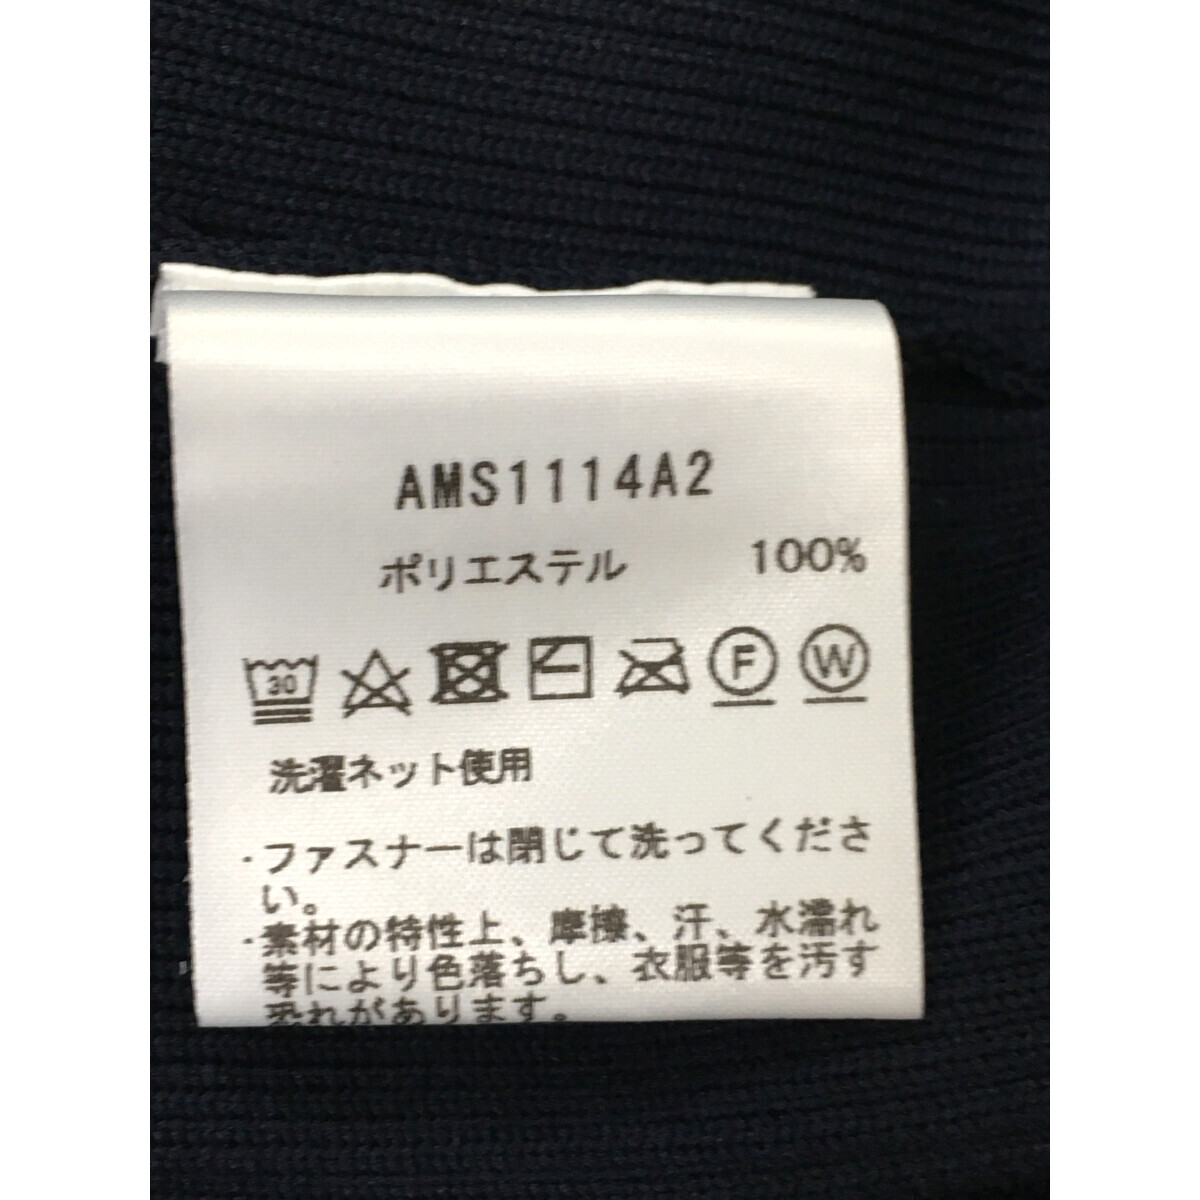 AMS1114A2
ポリエステル 100%
30 F W
洗濯ネット使用
・ファスナーは閉じて洗ってくださ
い。
・素材の特性上、摩擦、汗、水濡れ
等により色落ちし、衣服等を汚す
恐れがあります。